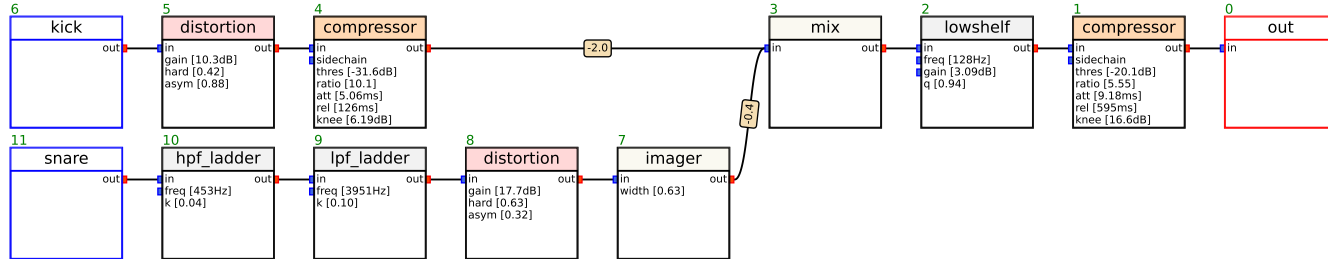 6
kick
out
5
distortion
in out
gain [10.3dB]
hard [0.42]
asym [0.88]
4
compressor
in out
sidechain
thres [-31.6dB]
ratio [10.1]
att [5.06ms]
rel [126ms]
knee [6.19dB]
-2.0
3
mix
in out
2
lowshelf
in out
freq [128Hz]
gain [3.09dB]
q [0.94]
1
compressor
in out
sidechain
thres [-20.1dB]
ratio [5.55]
att [9.18ms]
rel [595ms]
knee [16.6dB]
0
out
in
11
snare
out
10
hpf_ladder
in out
freq [453Hz]
k [0.04]
9
lpf_ladder
in out
freq [3951Hz]
k [0.10]
8
distortion
in out
gain [17.7dB]
hard [0.63]
asym [0.32]
7
imager
in out
width [0.63]
-0.4